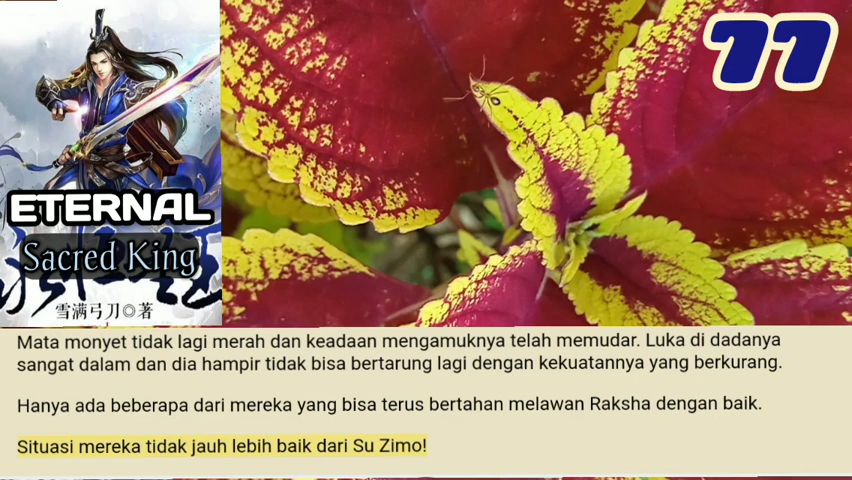 77
ETERNAL
Sacred King
雪满弓刀◎著
Mata monyet tidak lagi merah dan keadaan mengamuknya telah memudar. Luka di dadanya
sangat dalam dan dia hampir tidak bisa bertarung lagi dengan kekuatannya yang berkurang.
Hanya ada beberapa dari mereka yang bisa terus bertahan melawan Raksha dengan baik.
Situasi mereka tidak jauh lebih baik dari Su Zimo!